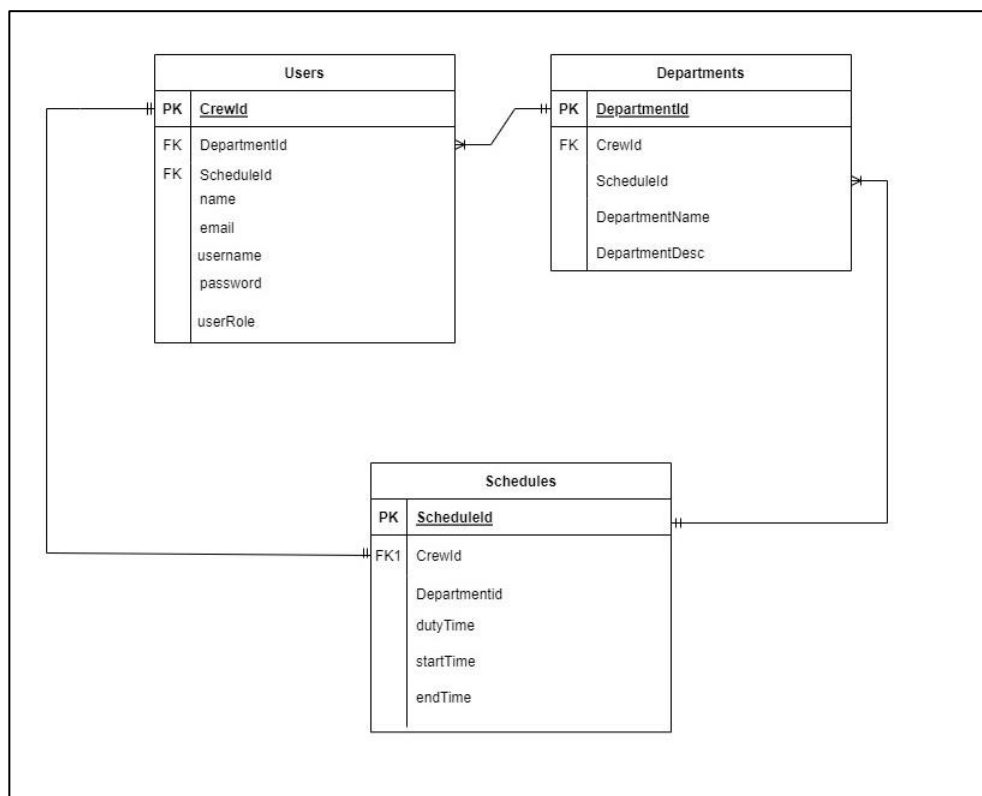 Users
PK CrewId
FK DepartmentId
FK ScheduleId
name
email
username
password
userRole
Departments
PK DepartmentId
FK CrewId
ScheduleId
DepartmentName
DepartmentDesc
Schedules
PK ScheduleId
FK1 CrewId
Departmentid
dutyTime
startTime
endTime